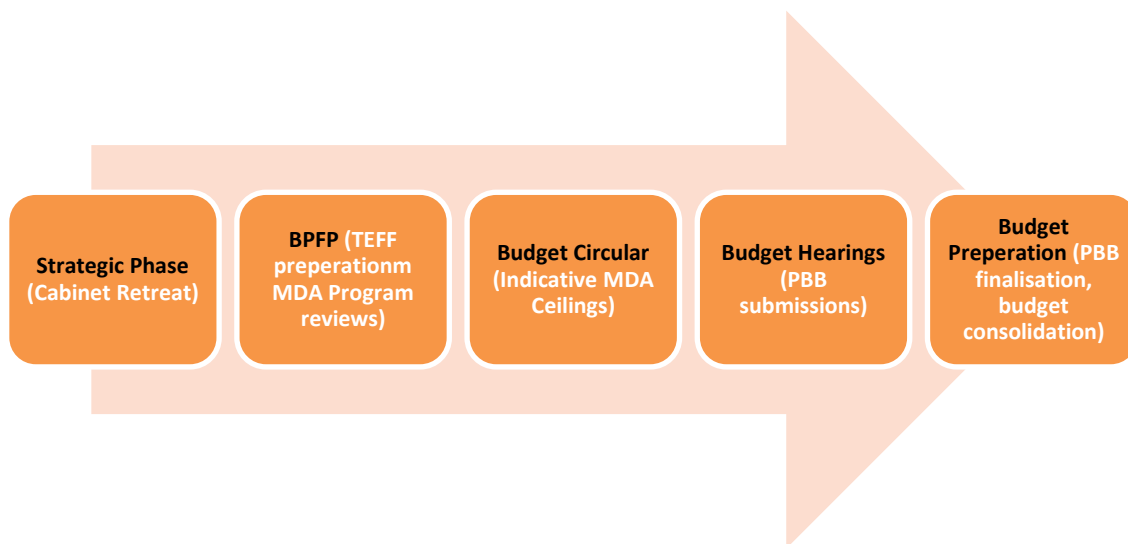 Strategic Phase
(Cabinet Retreat)
BPFP (TEFF
preperationm
MDA Program
reviews)
Budget Circular
(Indicative MDA
Ceilings)
Budget Hearings
(PBB
submissions)
Budget
Preparation (PBB
finalisation,
budget
consolidation)